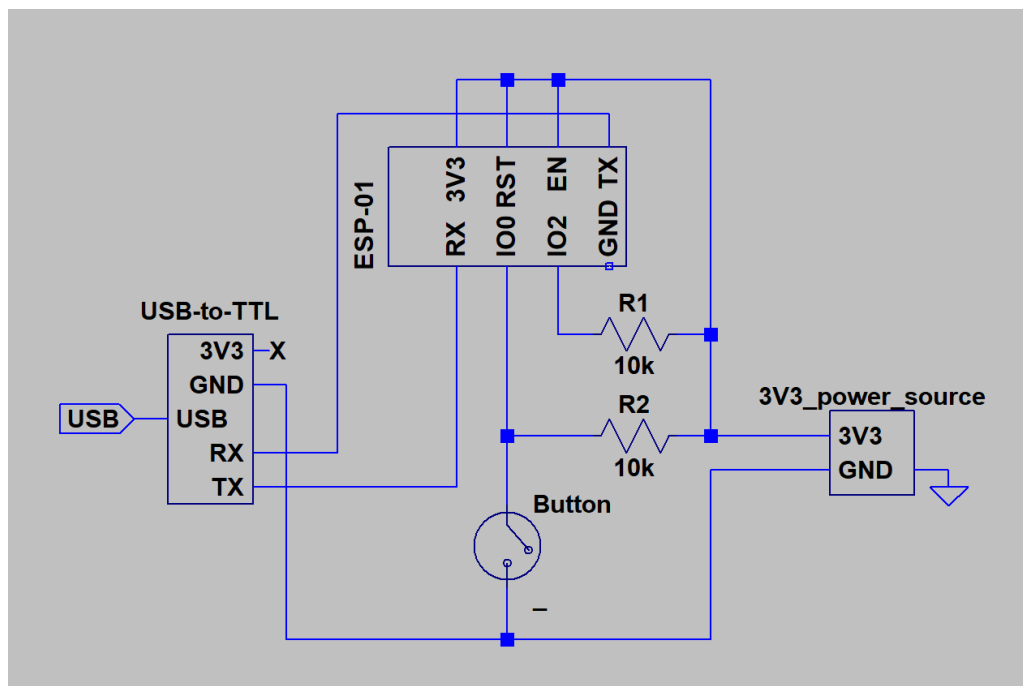 ESP-01
3V3
RST
EN
TX
RX
IO0
IO2
GND
R1
10k
USB-to-TTL
3V3
X
GND
USB
USB
RX
TX
R2
10k
3V3_power_source
3V3
GND
Button
–